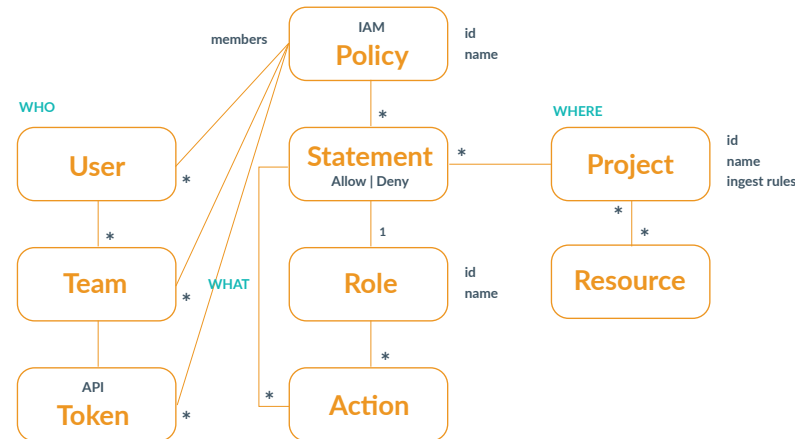 IAM
Policy
members
id
name
WHO
User
*
Statement
Allow | Deny
*
*
WHERE
Project
id
name
ingest rules
*
*
*
Team
*
WHAT
1
Role
id
name
Resource
*
API
Token
*
*
Action